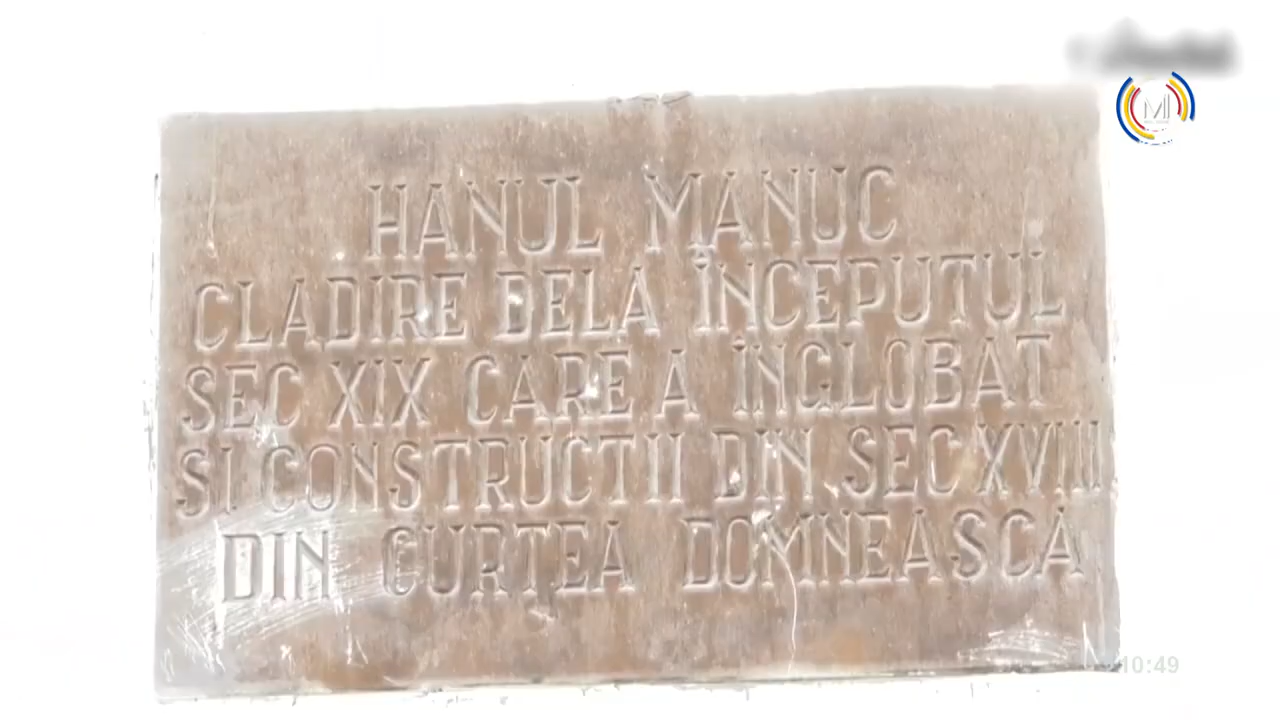 HANUL MANUC
CLADIRE DELA ÎNCEPUTUL
SEC XIX CARE A ÎNGLOBAT
SI CONSTRUCTII DIN SEC XVIII
DIN CURTEA DOMNEASCA
MI
10:49